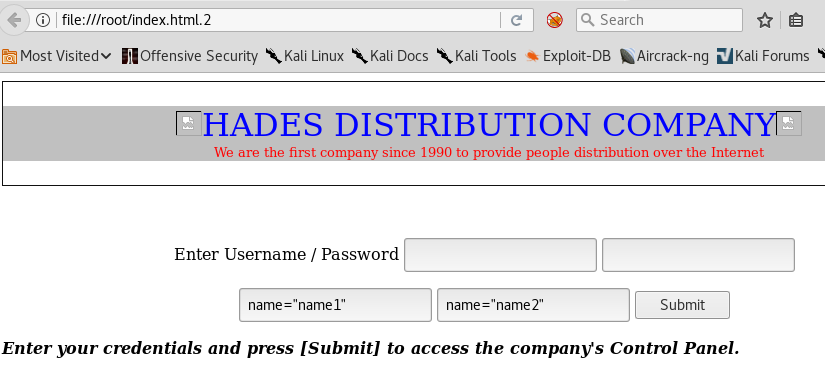 file:///root/index.html.2
Search
Most Visited
Offensive Security
Kali Linux
Kali Docs
Kali Tools
Exploit-DB
Aircrack-ng
Kali Forums
HADES DISTRIBUTION COMPANY
We are the first company since 1990 to provide people distribution over the Internet
Enter Username / Password
name="name1"
name="name2"
Submit
Enter your credentials and press [Submit] to access the company's Control Panel.